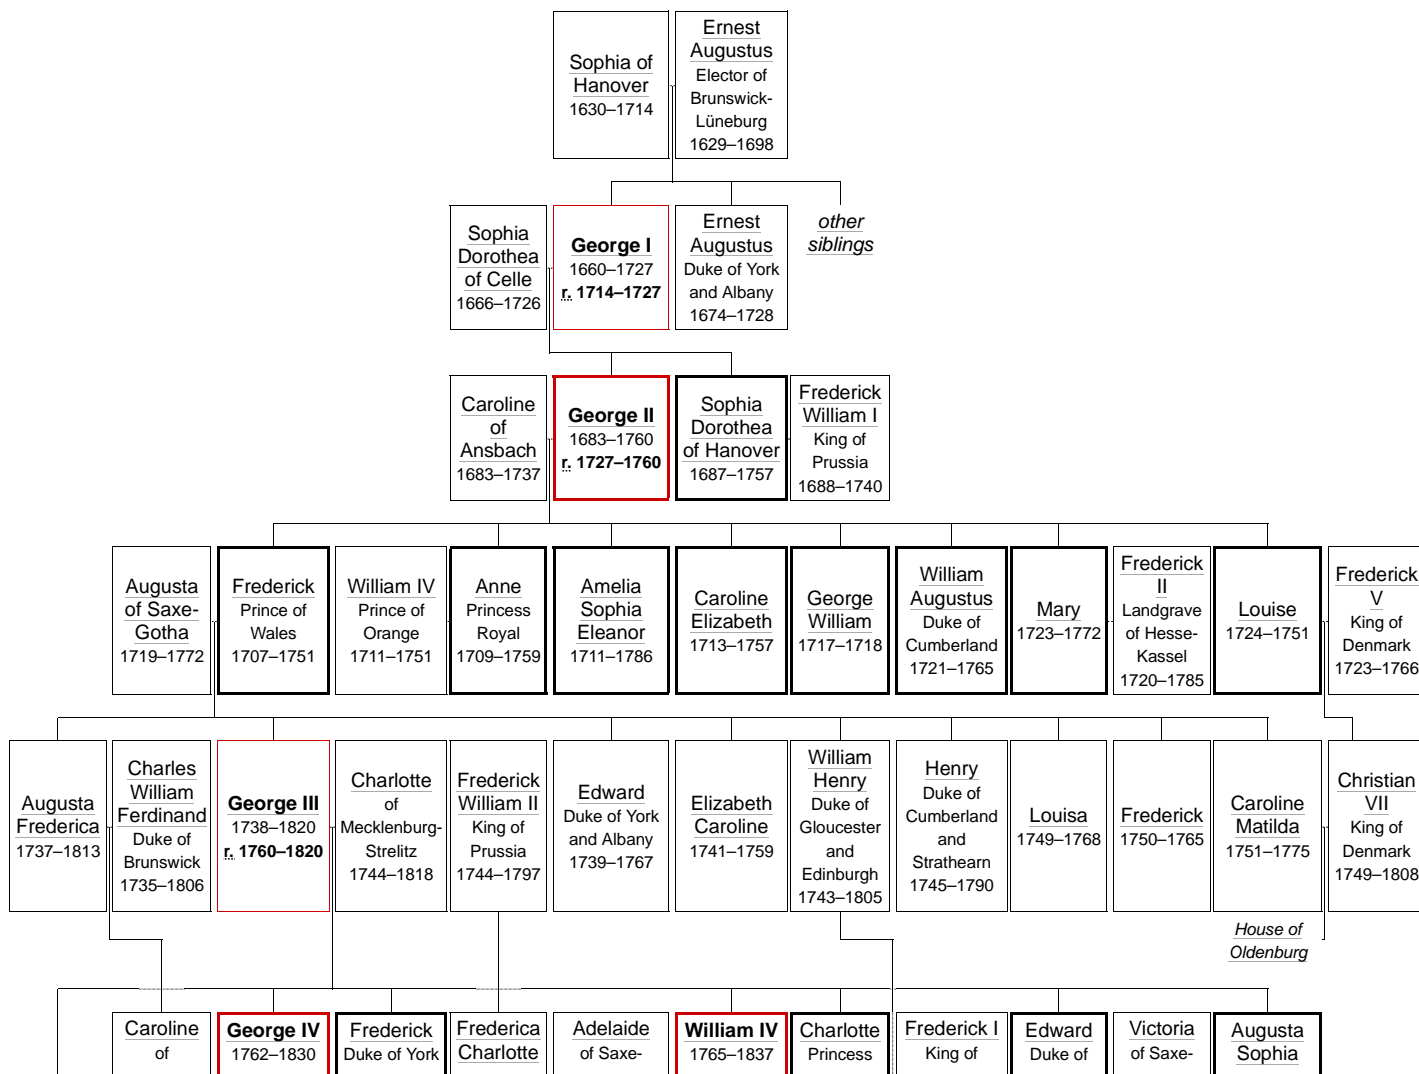 Sophia of
Hanover
1630–1714
Ernest
Augustus
Elector of
Brunswick-
Lüneburg
1629–1698
Sophia
Dorothea
of Celle
1666–1726
George I
1660–1727
r. 1714–1727
Ernest
Augustus
Duke of York
and Albany
1674–1728
other
siblings
Caroline
of
Ansbach
1683–1737
George II
1683–1760
r. 1727–1760
Sophia
Dorothea
of Hanover
1687–1757
Frederick
William I
King of
Prussia
1688–1740
Augusta
of Saxe-
Gotha
1719–1772
Frederick
Prince of
Wales
1707–1751
William IV
Prince of
Orange
1711–1751
Anne
Princess
Royal
1709–1759
Amelia
Sophia
Eleanor
1711–1786
Caroline
Elizabeth
1713–1757
George
William
1717–1718
William
Augustus
Duke of
Cumberland
1721–1765
Mary
1723–1772
Frederick
II
Landgrave
of Hesse-
Kassel
1720–1785
Louise
1724–1751
Frederick
V
King of
Denmark
1723–1766
Augusta
Frederica
1737–1813
Charles
William
Ferdinand
Duke of
Brunswick
1735–1806
George III
1738–1820
r. 1760–1820
Charlotte
of
Mecklenburg-
Strelitz
1744–1818
Frederick
William II
King of
Prussia
1744–1797
Edward
Duke of York
and Albany
1739–1767
Elizabeth
Caroline
1741–1759
William
Henry
Duke of
Gloucester
and
Edinburgh
1743–1805
Henry
Duke of
Cumberland
and
Strathearn
1745–1790
Louisa
1749–1768
Frederick
1750–1765
Caroline
Matilda
1751–1775
Christian
VII
King of
Denmark
1749–1808
House of
Oldenburg
Caroline
of
George IV
1762–1830
Frederick
Duke of York
Frederica
Charlotte
Adelaide
of Saxe-
William IV
1765–1837
Charlotte
Princess
Frederick I
King of
Edward
Duke of
Victoria
of Saxe-
Augusta
Sophia